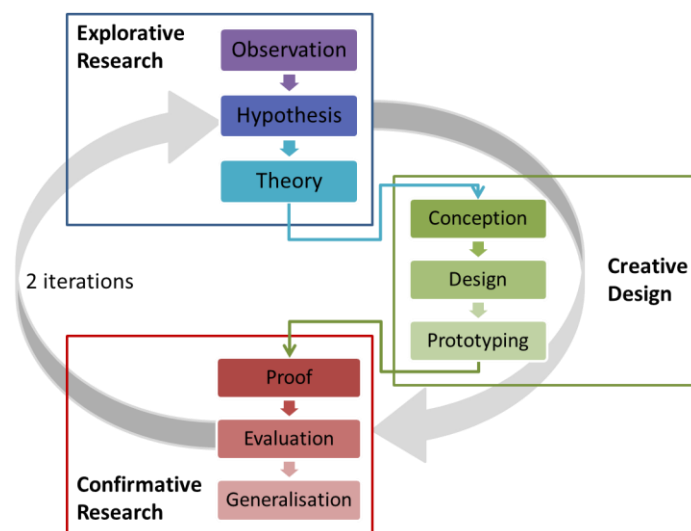 Explorative
Research
Observation
Hypothesis
Theory
Conception
Design
Prototyping
Creative
Design
2 iterations
Proof
Evaluation
Generalisation
Confirmative
Research